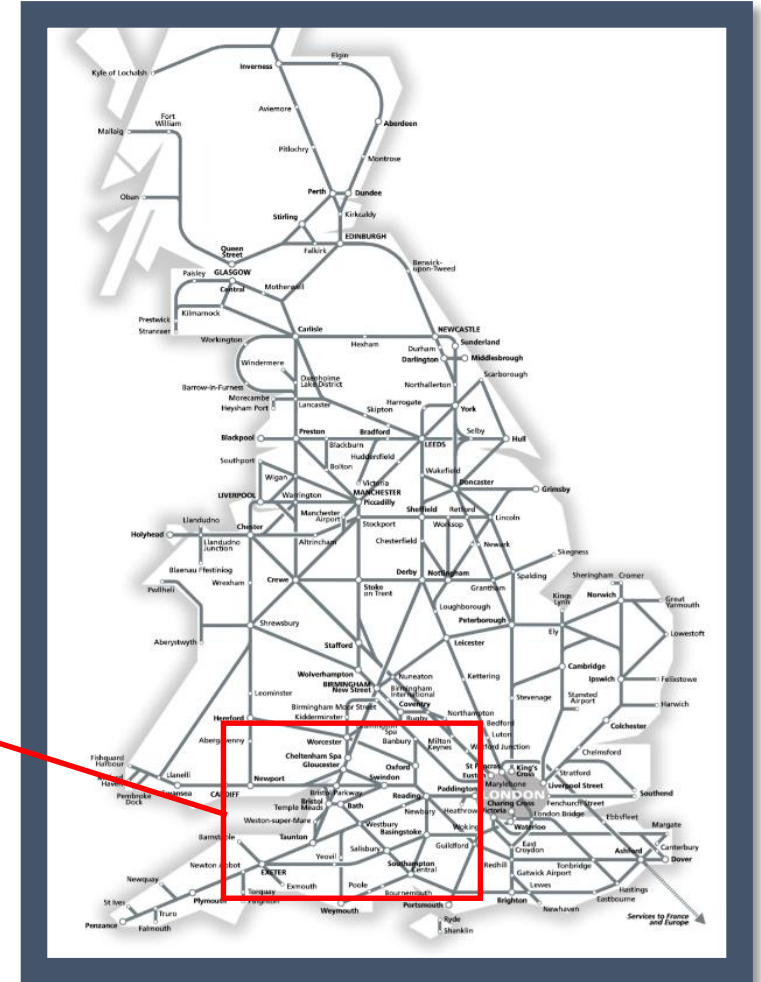 Elgin
Inverness
Kyle of Lochalsh
Aviemore
Fort
William
Mallaig
Aberdeen
Pitlochry
Montrose
Perth
Dundee
Oban
Stirling
Kirkcaldy
EDINBURGH
Queen
Street
Falkirk
Berwick-
upon-Tweed
Paisley
GLASGOW
Central
Motherwell
Kilmarnock
Prestwick
Stranraer
Carlisle
NEWCASTLE
Workington
Hexham
Durham
Sunderland
Darlington
Middlesbrough
Windermere
Oxenholme
Lake District
Scarborough
Barrow-in-Furness
Northallerton
Morecambe
Heysham Port
Lancaster
Harrogate
York
Skipton
Blackpool
Preston
Bradford
Selby
Hull
Blackburn
LEEDS
Huddersfield
Southport
Bolton
Wakefield
Wigan
Victoria
Doncaster
Grimsby
LIVERPOOL
Warrington
MANCHESTER
Piccadilly
Manchester
Airport
Sheffield
Retford
Lincoln
Llandudno
Stockport
Worksop
Holyhead
Llandudno
Junction
Chester
Altrincham
Chesterfield
Newark
Blaenau Ffestiniog
Skegness
Wrexham
Crewe
Stoke
on Trent
Derby
Nottingham
Grantham
Spalding
Sheringham
Cromer
Pwllheli
Kings
Lynn
Norwich
Great
Yarmouth
Loughborough
Shrewsbury
Peterborough
Ely
Lowestoft
Aberystwyth
Stafford
Leicester
Wolverhampton
Nuneaton
Kettering
Cambridge
BIRMINGHAM
New Street
Birmingham
International
Ipswich
Felixstowe
Leominster
Coventry
Stevenage
Stansted
Airport
Harwich
Birmingham Moor Street
Kidderminster
Rugby
Northampton
Hereford
Spa
Bedford
Colchester
Abergavenny
Worcester
Banbury
Milton
Keynes
Luton
Watford Junction
Chelmsford
Cheltenham Spa
Gloucester
Oxford
St Pancras
King's
Cross
Fishguard
Harbour
Euston
Stratford
Llanelli
Newport
Swindon
Marylebone
Liverpool Street
Pembroke
Dock
Swansea
CARDIFF
Bristol Parkway
Reading
Paddington
LONDON
Southend
Bristol
Temple Meads
Bath
Newbury
Heathrow
Victoria
Charing Cross
Fenchurch Street
London Bridge
Ebbsfleet
Weston-super-Mare
Westbury
Basingstoke
Woking
Waterloo
Margate
Barnstaple
Taunton
Salisbury
Guildford
East
Croydon
Canterbury
Yeovil
Redhill
Tonbridge
Ashford
Dover
Newton Abbot
EXETER
Southampton
Central
Gatwick Airport
Newquay
Exmouth
Poole
Lewes
Hastings
St Ives
Plymouth
Torquay
Paignton
Bournemouth
Brighton
Eastbourne
Truro
Weymouth
Portsmouth
Newhaven
Penzance
Falmouth
Ryde
Shanklin
Services to France
and Europe